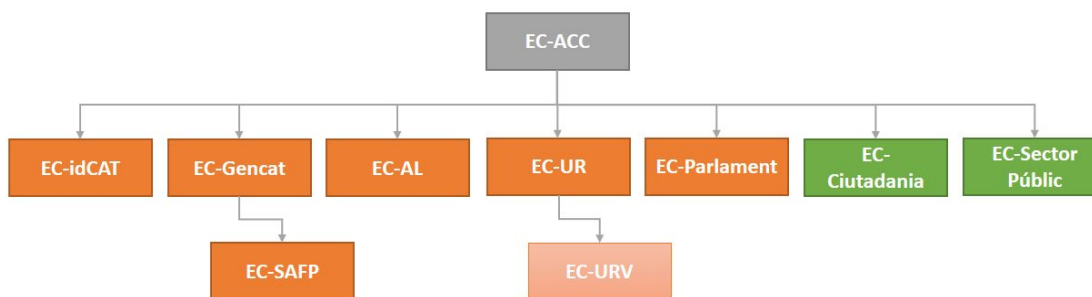 EC-ACC
EC-idCAT
EC-Gencat
EC-AL
EC-UR
EC-Parlament
EC-
Ciutadania
EC-Sector
Públic
EC-SAFP
EC-URV